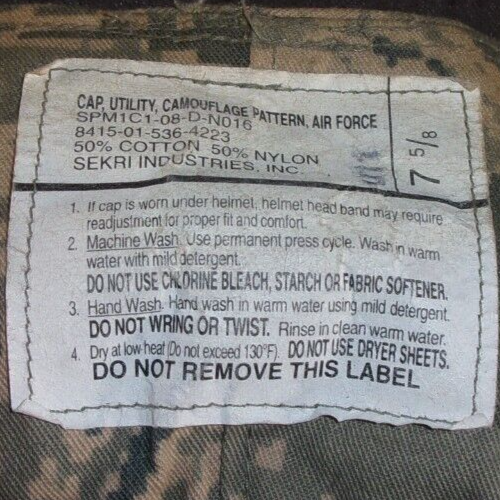 CAP, UTILITY, CAMOUFLAGE PATTERN, AIR FORCE
SPM1C1-08-D-N016
8415-01-536-4223
50% COTTON 50% NYLON
SEKRI INDUSTRIES, INC.
7 5/8
1. If cap is worn under helmet, helmet head band may require
readjustment for proper fit and comfort.
2. Machine Wash. Use permanent press cycle. Wash in warm
water with mild detergent.
DO NOT USE CHLORINE BLEACH, STARCH OR FABRIC SOFTENER.
3. Hand Wash. Hand wash in warm water using mild detergent.
DO NOT WRING OR TWIST. Rinse in clean warm water.
4. Dry at low heat (Do not exceed 130°F). DO NOT USE DRYER SHEETS.
DO NOT REMOVE THIS LABEL